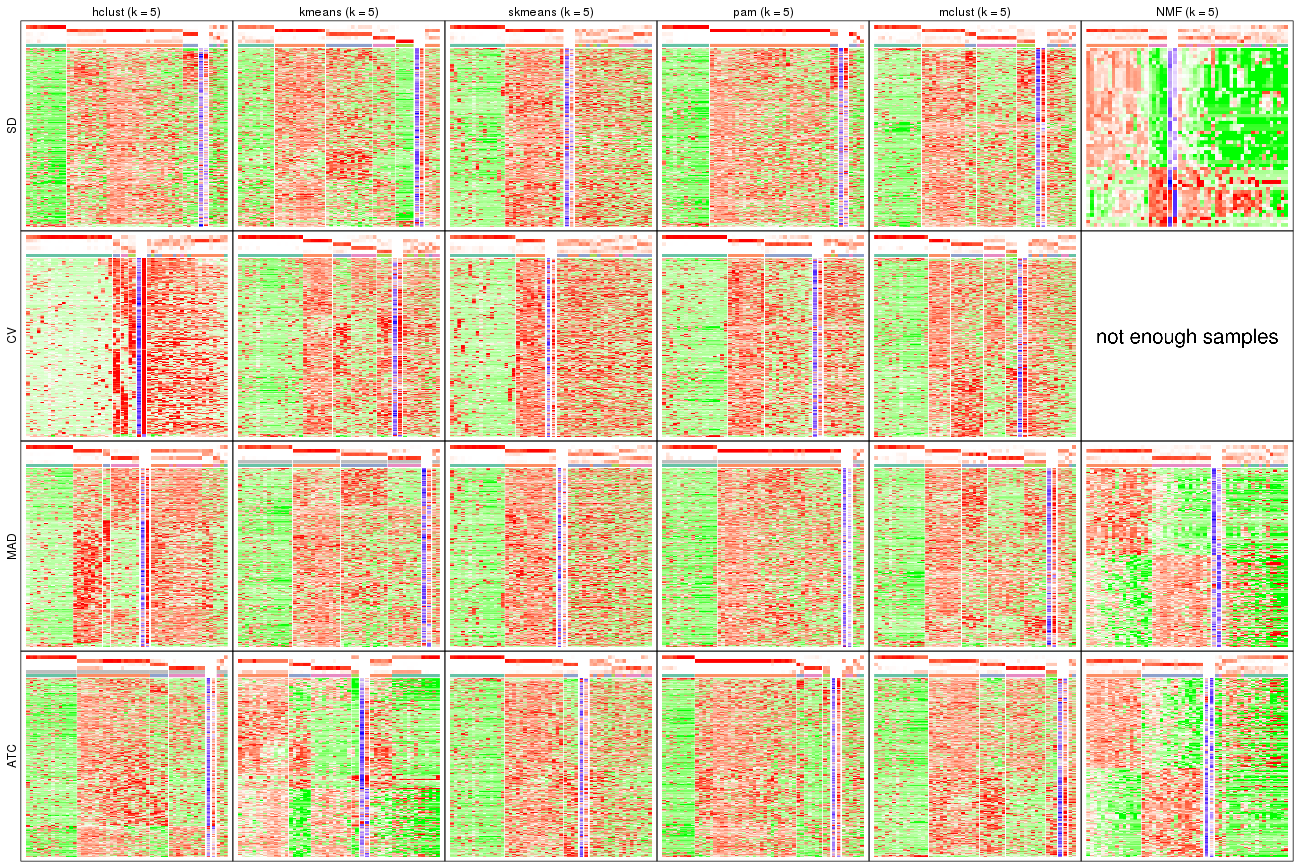 hclust (k = 5)
kmeans (k = 5)
skmeans (k = 5)
pam (k = 5)
mclust (k = 5)
NMF (k = 5)
SD
CV
not enough samples
MAD
ATC